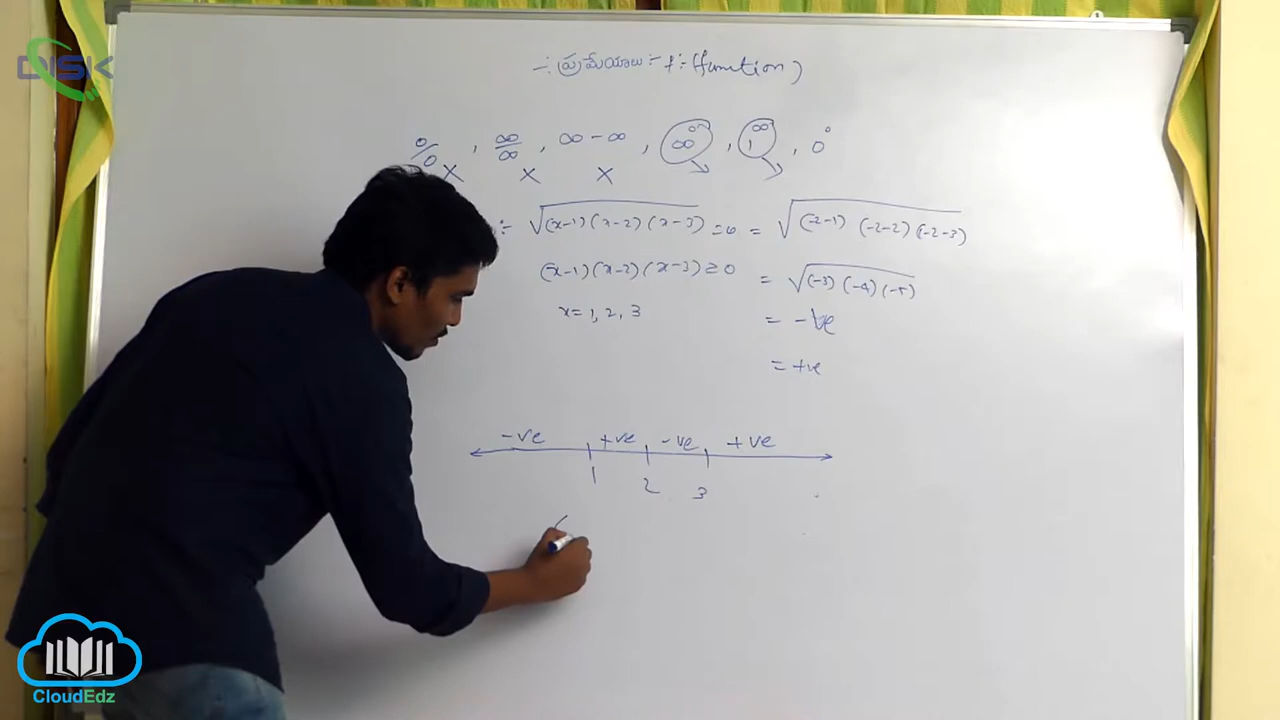 DISK
-: ప్రమేయాలు :- f: (function)
0/0 , ∞/∞ , ∞-∞ , ∞⁰ , 1^∞ , 0⁰
× × ×
:- √(x-1)(x-2)(x-3) = = √(-2-1) (-2-2)(-2-3)
(x-1)(x-2)(x-3) ≥ 0 = √(-3)(-4)(-5)
x = 1, 2, 3 = -ve
= +ve
-ve +ve -ve +ve
1 2 3
CloudEdz